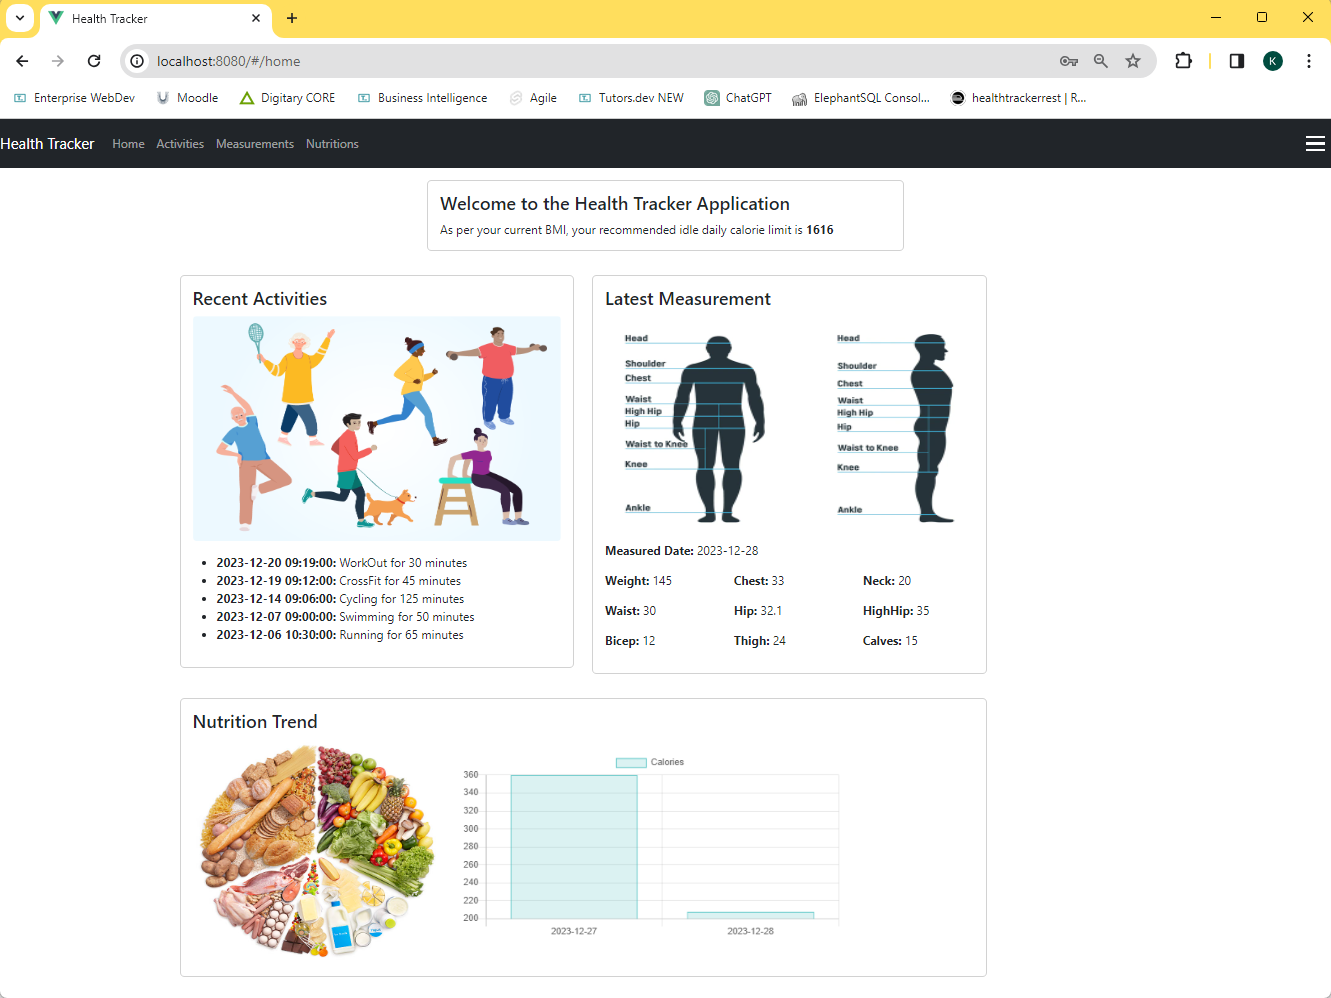 Health Tracker
localhost:8080/#/home
K
Enterprise WebDev
Moodle
Digitary CORE
Business Intelligence
Agile
Tutors.dev NEW
ChatGPT
ElephantSQL Consol...
healthtrackerrest | R...
Health Tracker Home Activities Measurements Nutritions
Welcome to the Health Tracker Application
As per your current BMI, your recommended idle daily calorie limit is 1616
Recent Activities
2023-12-20 09:19:00: WorkOut for 30 minutes
2023-12-19 09:12:00: CrossFit for 45 minutes
2023-12-14 09:06:00: Cycling for 125 minutes
2023-12-07 09:00:00: Swimming for 50 minutes
2023-12-06 10:30:00: Running for 65 minutes
Latest Measurement
Head
Shoulder
Chest
Waist
High Hip
Hip
Waist to Knee
Knee
Ankle
Head
Shoulder
Chest
Waist
High Hip
Hip
Waist to Knee
Knee
Ankle
Measured Date: 2023-12-28
Weight: 145 Chest: 33 Neck: 20
Waist: 30 Hip: 32.1 HighHip: 35
Bicep: 12 Thigh: 24 Calves: 15
Nutrition Trend
Calories
360
340
320
300
280
260
240
220
200
2023-12-27 2023-12-28